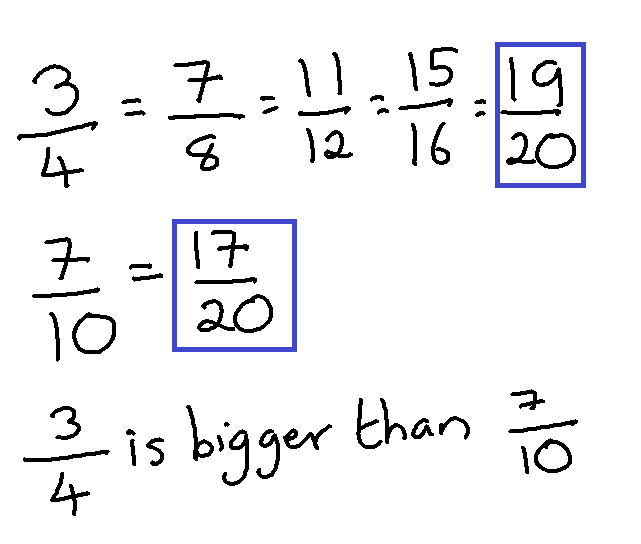 3/4 = 7/8 = 11/12 = 15/16 = 19/20
7/10 = 17/20
3/4 is bigger than 7/10